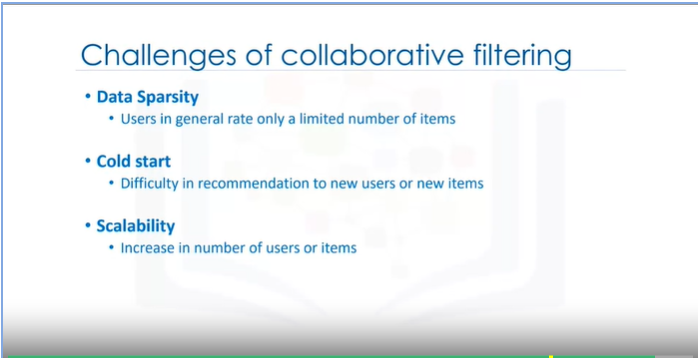 Challenges of collaborative filtering
• Data Sparsity
• Users in general rate only a limited number of items
• Cold start
• Difficulty in recommendation to new users or new items
• Scalability
• Increase in number of users or items